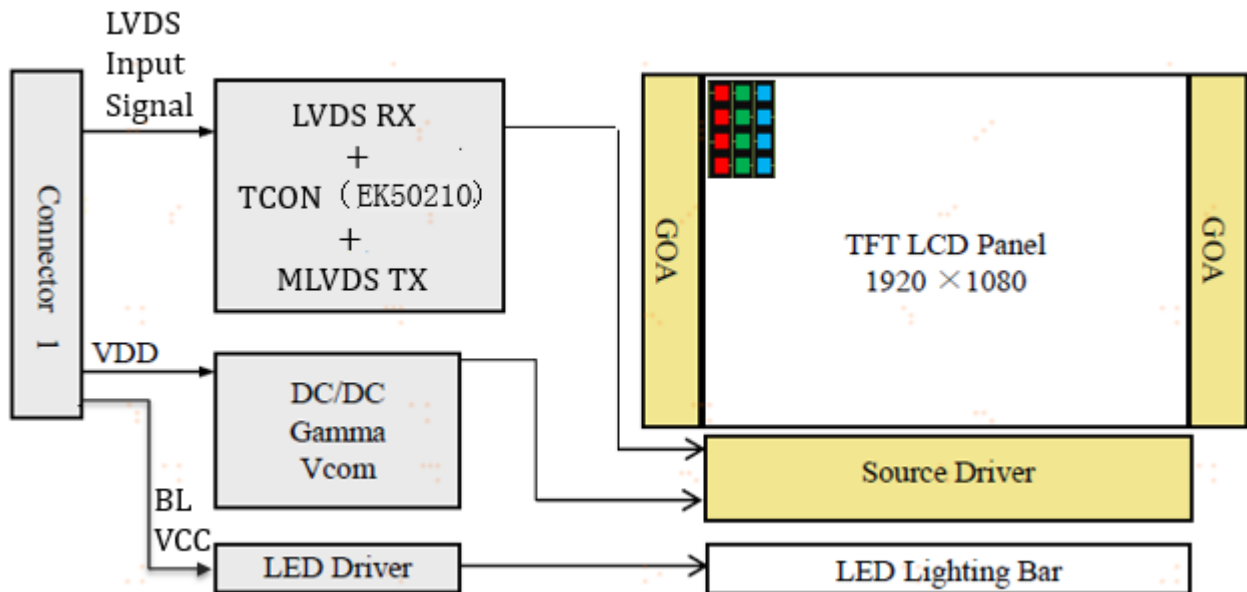 LVDS
Input
Signal
Connector 1
LVDS RX
+
TCON（EK50210）
+
MLVDS TX
VDD
DC/DC
Gamma
Vcom
BL
VCC
LED Driver
GOA
TFT LCD Panel
1920 ×1080
GOA
Source Driver
LED Lighting Bar